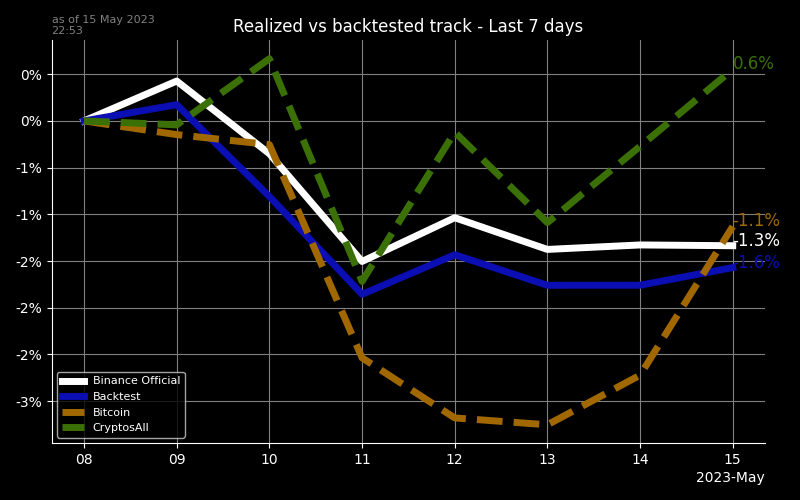 as of 15 May 2023
22:53
Realized vs backtested track - Last 7 days
0%
0%
-1%
-1%
-2%
-2%
-2%
-3%
0.6%
-1.1%
-1.3%
-1.6%
Binance Official
Backtest
Bitcoin
CryptosAll
08 09 10 11 12 13 14 15
2023-May